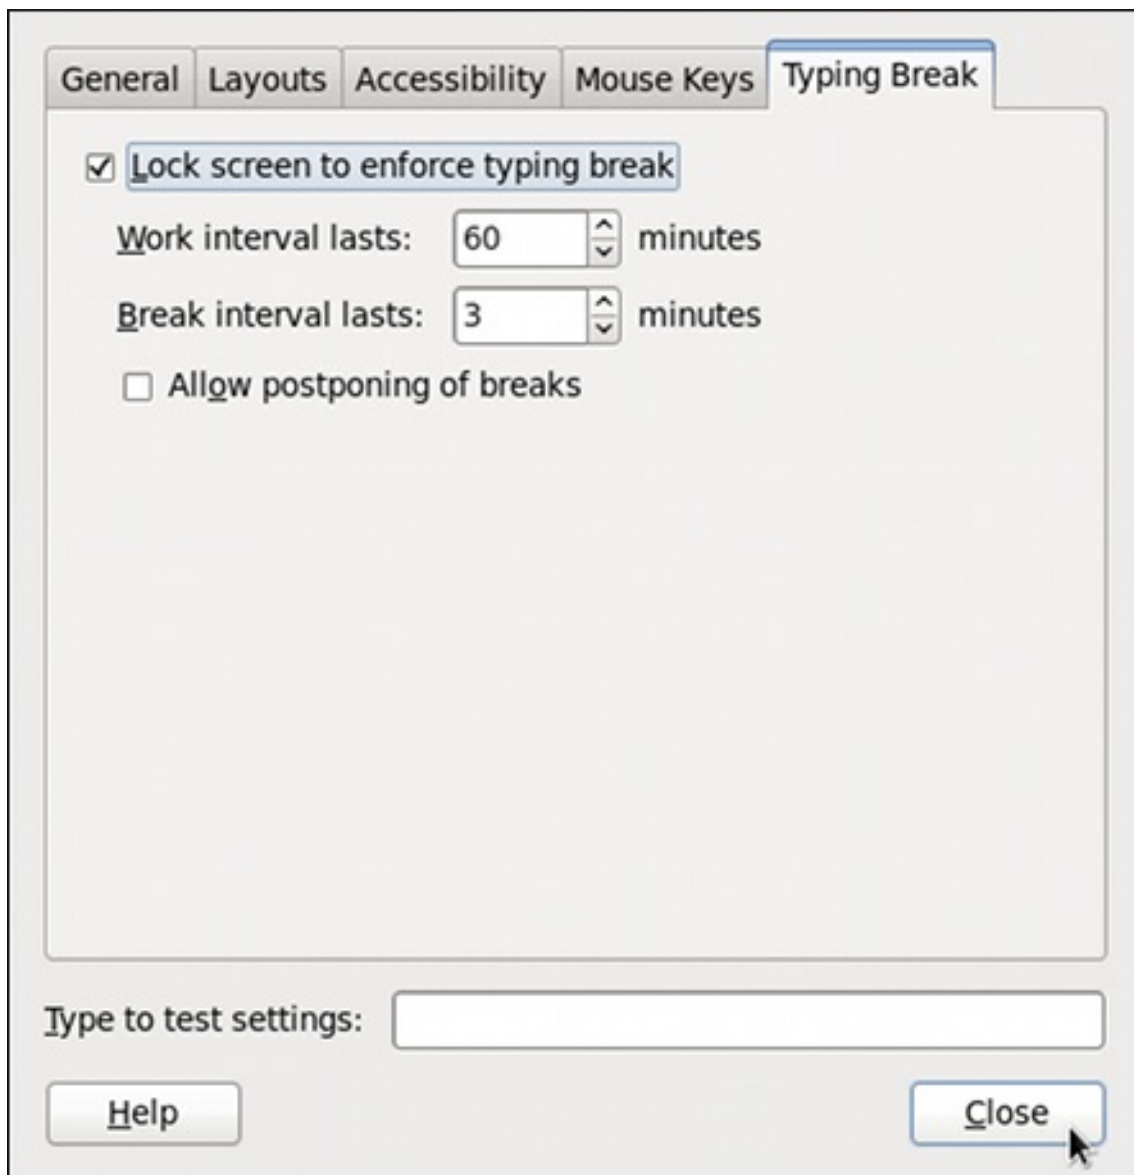 General Layouts Accessibility Mouse Keys Typing Break
Lock screen to enforce typing break
Work interval lasts: 60 minutes
Break interval lasts: 3 minutes
Allow postponing of breaks
Type to test settings:
Help Close